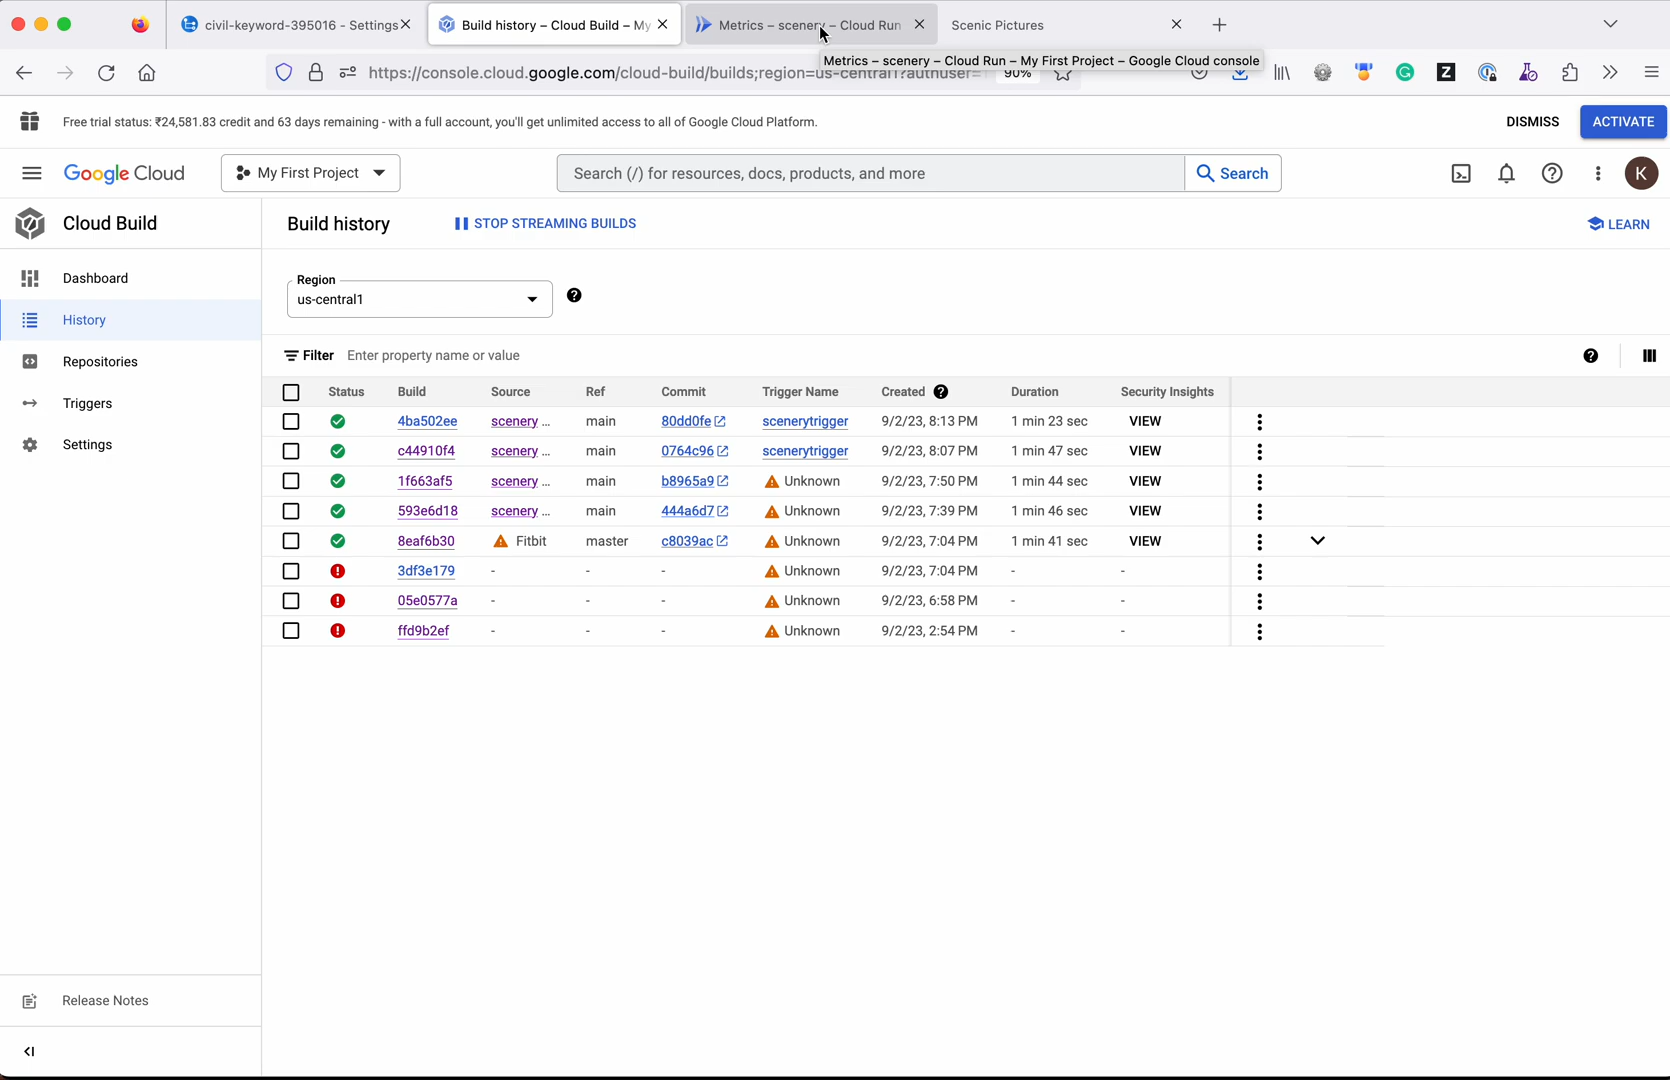 civil-keyword-395016 - Settings
Build history – Cloud Build – My
Metrics – scenery – Cloud Run
Scenic Pictures
https://console.cloud.google.com/cloud-build/builds;region=us-central1?authuser=
90%
Metrics – scenery – Cloud Run – My First Project – Google Cloud console
Free trial status: ₹24,581.83 credit and 63 days remaining - with a full account, you'll get unlimited access to all of Google Cloud Platform.
DISMISS
ACTIVATE
Google Cloud
My First Project
Search (/) for resources, docs, products, and more
Search
K
Cloud Build
Build history
STOP STREAMING BUILDS
LEARN
Dashboard
History
Repositories
Triggers
Settings
Region
us-central1
Filter Enter property name or value
Status Build Source Ref Commit Trigger Name Created Duration Security Insights
4ba502ee scenery ... main 80dd0fe scenerytrigger 9/2/23, 8:13 PM 1 min 23 sec VIEW
c44910f4 scenery ... main 0764c96 scenerytrigger 9/2/23, 8:07 PM 1 min 47 sec VIEW
1f663af5 scenery ... main b8965a9 Unknown 9/2/23, 7:50 PM 1 min 44 sec VIEW
593e6d18 scenery ... main 444a6d7 Unknown 9/2/23, 7:39 PM 1 min 46 sec VIEW
8eaf6b30 Fitbit master c8039ac Unknown 9/2/23, 7:04 PM 1 min 41 sec VIEW
3df3e179 - - - Unknown 9/2/23, 7:04 PM - -
05e0577a - - - Unknown 9/2/23, 6:58 PM - -
ffd9b2ef - - - Unknown 9/2/23, 2:54 PM - -
Release Notes